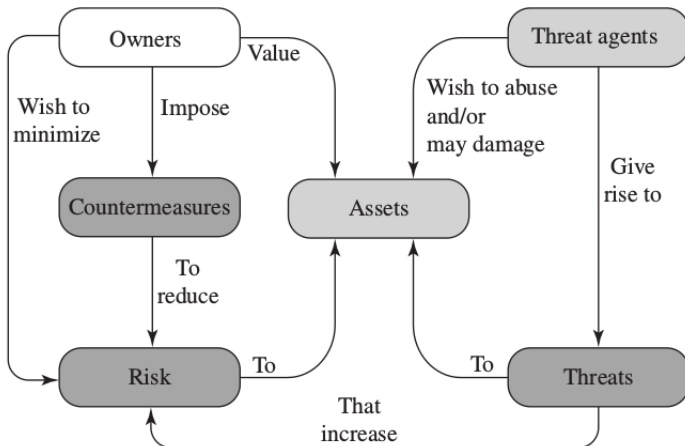 Owners
Threat agents
Value
Wish to
minimize
Impose
Wish to abuse
and/or
may damage
Give
rise to
Countermeasures
Assets
To
reduce
Risk
To
To
Threats
That
increase